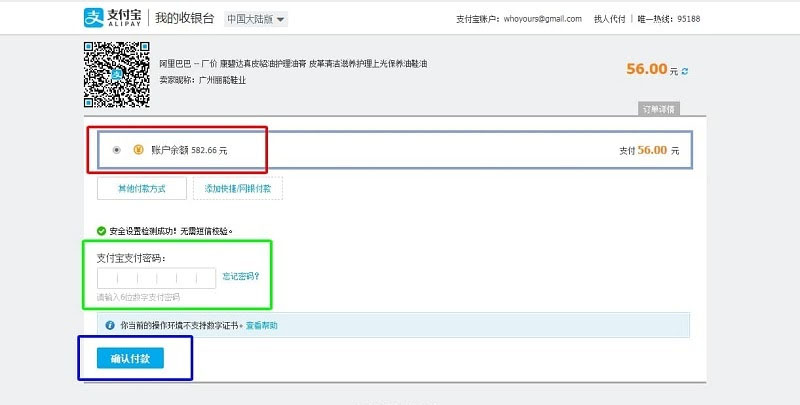 支付宝
ALIPAY
我的收银台
中国大陆版
支付宝账户：whoyours@gmail.com
找人代付
唯一热线：95188
阿里巴巴 -- 厂价 康碧达真皮貂油护理油膏 皮革清洁滋养护理上光保养油鞋油
卖家昵称：广州丽能鞋业
56.00 元
订单详情
账户余额 582.66 元
支付 56.00 元
其他付款方式
添加快捷/网银付款
安全设置检测成功！无需短信校验。
支付宝支付密码：
忘记密码？
请输入6位数字支付密码
你当前的操作环境不支持数字证书。查看帮助
确认付款